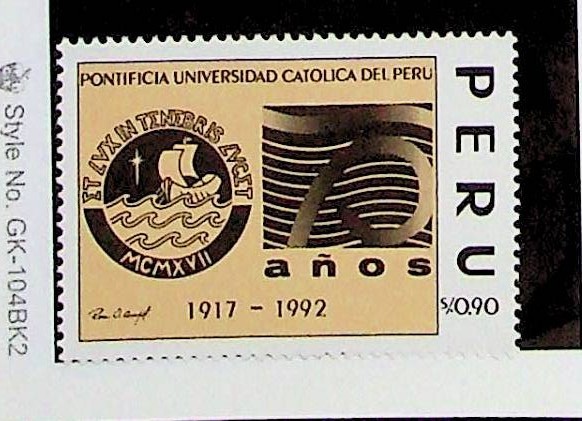 PONTIFICIA UNIVERSIDAD CATOLICA DEL PERU
ET LVX IN TENEBRIS LVCET
MCMXVII
75
años
1917 - 1992
PERU
S/.0.90
Style No. GK-104BK2